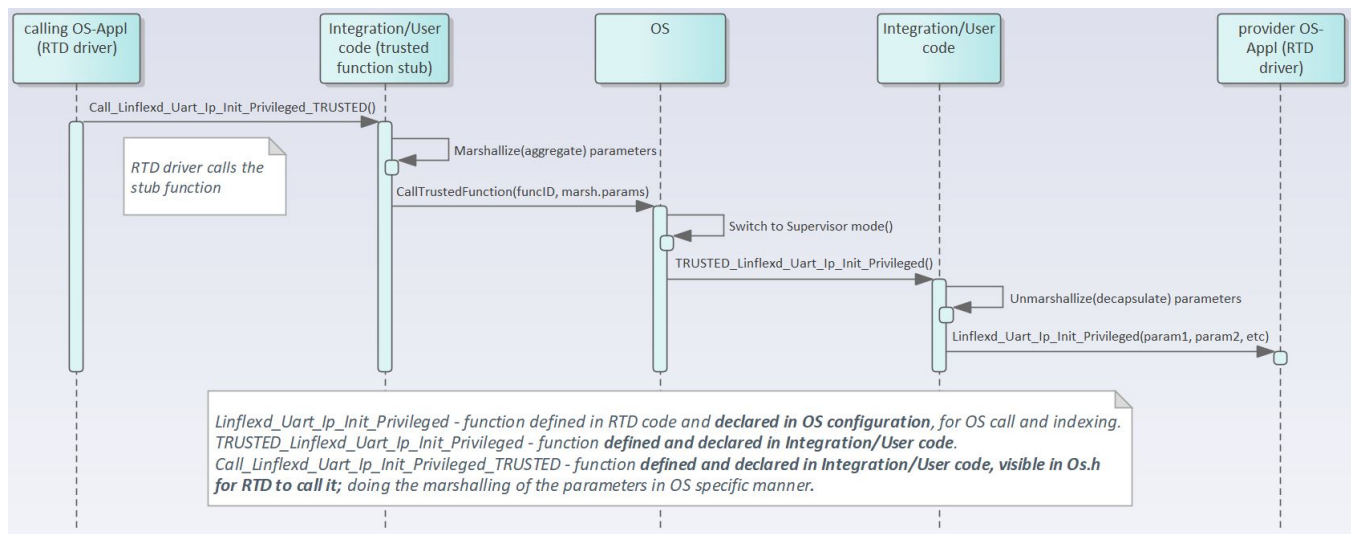 calling OS-Appl
(RTD driver)
Integration/User
code (trusted
function stub)
OS
Integration/User
code
provider OS-
Appl (RTD
driver)
Call_Linflexd_Uart_Ip_Init_Privileged_TRUSTED()
RTD driver calls the
stub function
Marshallize(aggregate) parameters
CallTrustedFunction(funcID, marsh.params)
Switch to Supervisor mode()
TRUSTED_Linflexd_Uart_Ip_Init_Privileged()
Unmarshallize(decapsulate) parameters
Linflexd_Uart_Ip_Init_Privileged(param1, param2, etc)
Linflexd_Uart_Ip_Init_Privileged - function defined in RTD code and declared in OS configuration, for OS call and indexing.
TRUSTED_Linflexd_Uart_Ip_Init_Privileged - function defined and declared in Integration/User code.
Call_Linflexd_Uart_Ip_Init_Privileged_TRUSTED - function defined and declared in Integration/User code, visible in Os.h
for RTD to call it; doing the marshalling of the parameters in OS specific manner.